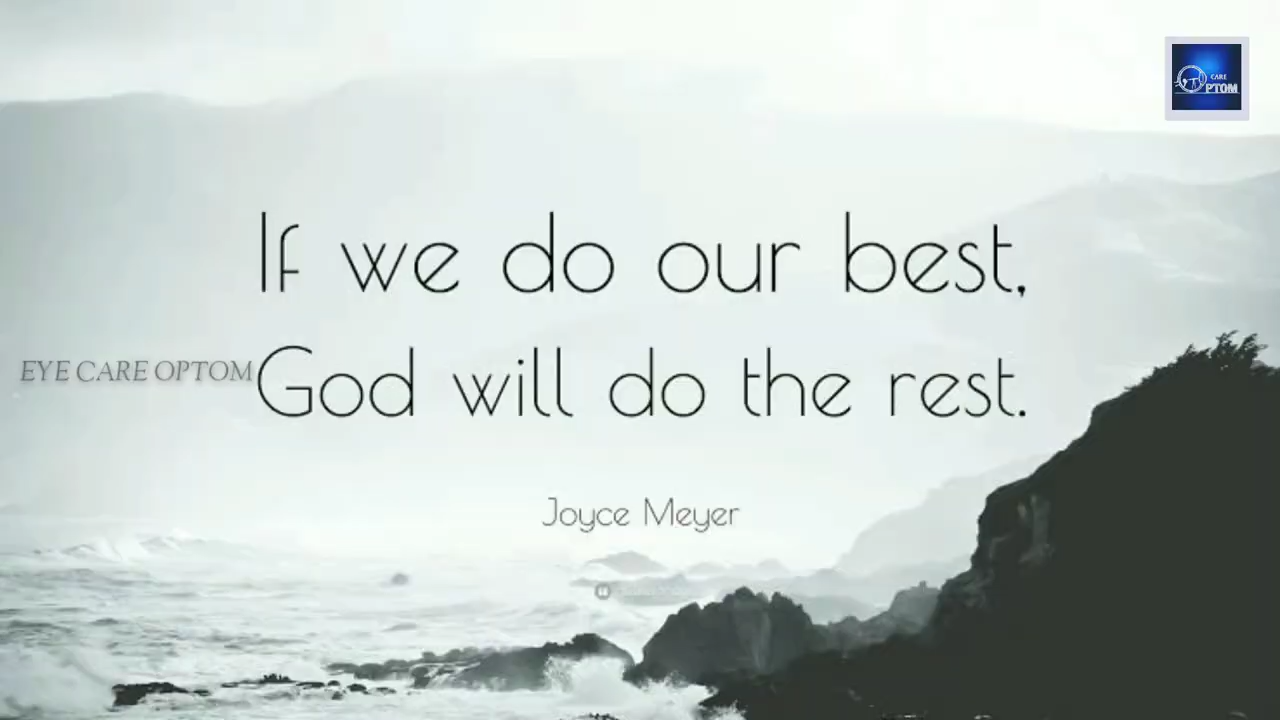 CARE
PTOM
If we do our best,
EYE CARE OPTOM
God will do the rest.
Joyce Meyer